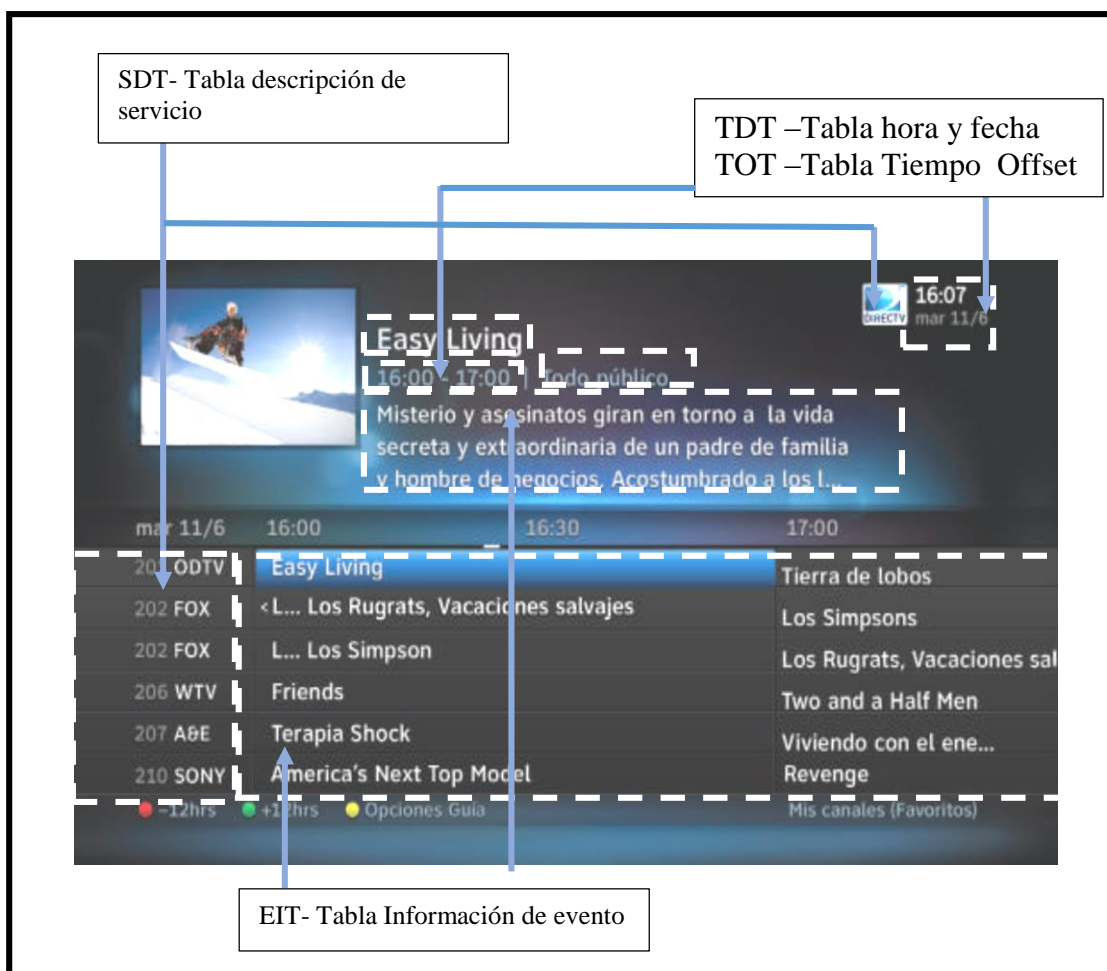 SDT- Tabla descripción de
servicio
TDT –Tabla hora y fecha
TOT –Tabla Tiempo Offset
DIRECTV
16:07
mar 11/6
Easy Living
16:00 - 17:00 | Todo público
Misterio y asesinatos giran en torno a la vida
secreta y extraordinaria de un padre de familia
y hombre de negocios. Acostumbrado a los l...
mar 11/6 16:00 16:30 17:00
ODTV Easy Living Tierra de lobos
202 FOX <L... Los Rugrats, Vacaciones salvajes Los Simpsons
202 FOX L... Los Simpson Los Rugrats, Vacaciones sal
206 WTV Friends Two and a Half Men
207 A&E Terapia Shock Viviendo con el ene...
210 SONY America's Next Top Model Revenge
-12hrs +12hrs Opciones Guía Mis canales (Favoritos)
EIT- Tabla Información de evento